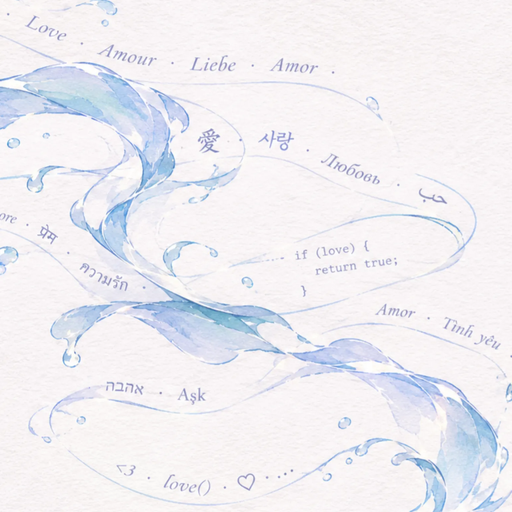 Love · Amour · Liebe · Amor ·
愛 · 사랑 · Любовь · حب
ore · प्रेम · ความรัก ·
if (love) {
return true;
}
Amor · Tình yêu ·
אהבה · Aşk
<3 · love() · ♡ · ...